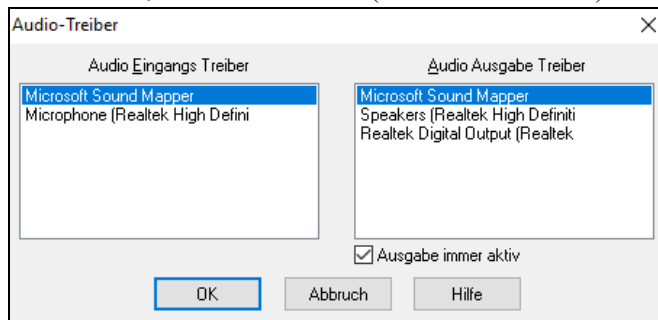 Audio-Treiber
Audio Eingangs Treiber
Microsoft Sound Mapper
Microphone (Realtek High Defini
Audio Ausgabe Treiber
Microsoft Sound Mapper
Speakers (Realtek High Definiti
Realtek Digital Output (Realtek
Ausgabe immer aktiv
OK
Abbruch
Hilfe